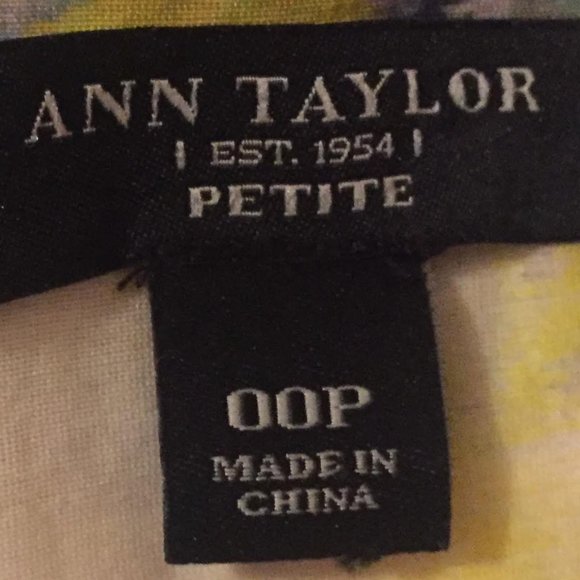 ANN TAYLOR
| EST. 1954 |
PETITE
00P
MADE IN
CHINA